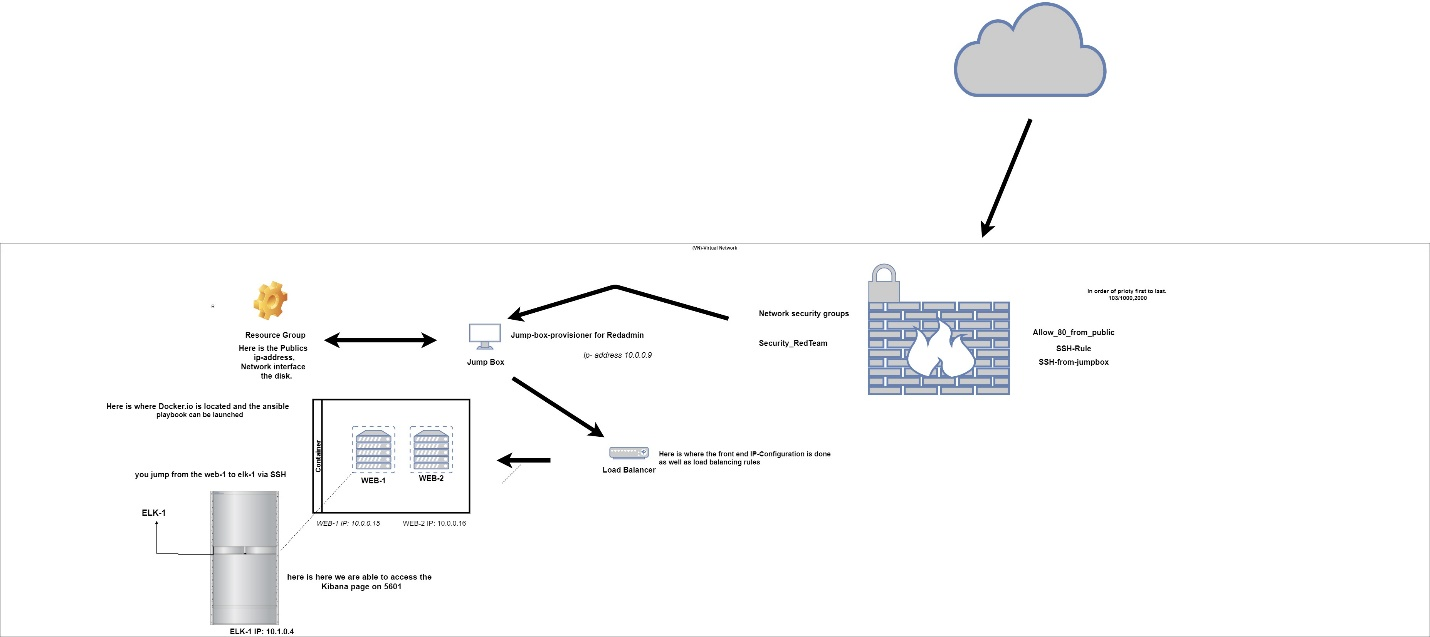 (VN)-Virtual Network
In order of prioty first to last.
103/1000,2000
Network security groups
Security_RedTeam
Allow_80_from_public
SSH-Rule
SSH-from-jumpbox
Resource Group
Here is the Publics
ip-address.
Network interface
the disk.
Jump Box
Jump-box-provisioner for Redadmin
ip- address 10.0.0.9
Here is where Docker.io is located and the ansible
playbook can be launched
Container
WEB-1
WEB-2
Load Balancer
Here is where the front end IP-Configuration is done
as well as load balancing rules
you jump from the web-1 to elk-1 via SSH
ELK-1
WEB-1 IP: 10.0.0.15
WEB-2 IP: 10.0.0.16
here is here we are able to access the
Kibana page on 5601
ELK-1 IP: 10.1.0.4